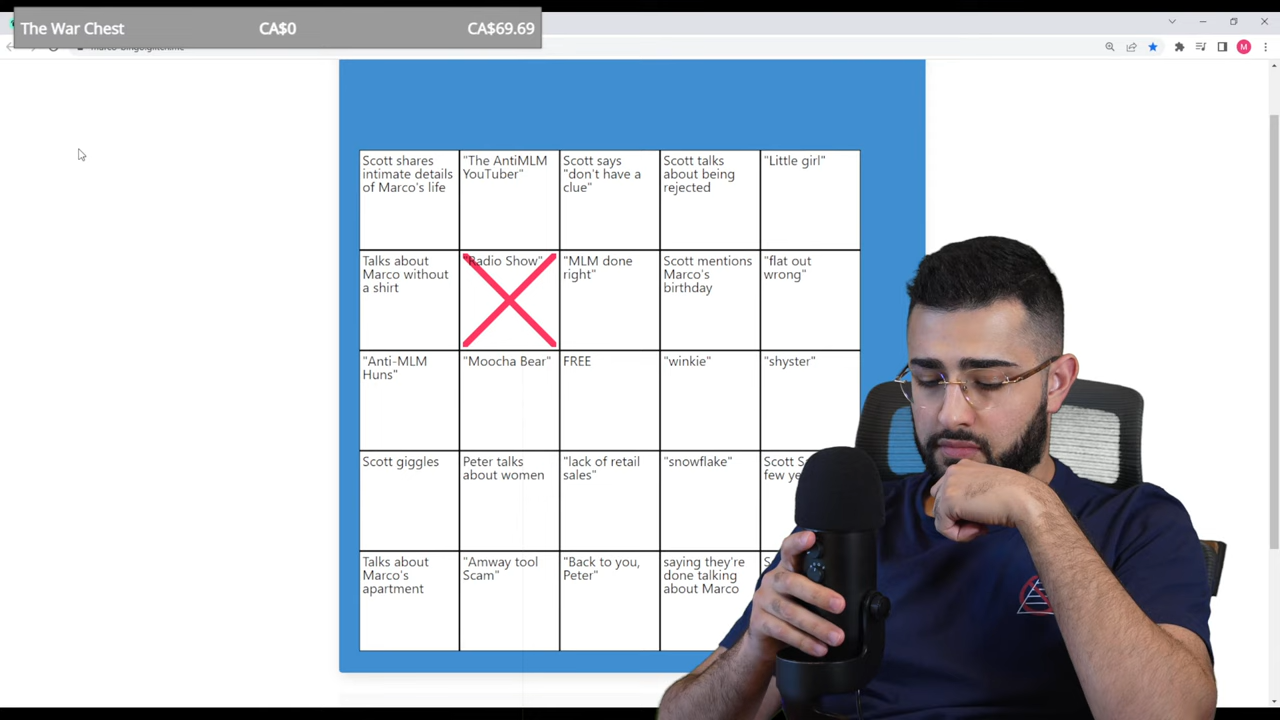 The War Chest CA$0 CA$69.69
M
Scott shares
intimate details
of Marco's life
"The AntiMLM
YouTuber"
Scott says
"don't have a
clue"
Scott talks
about being
rejected
"Little girl"
Talks about
Marco without
a shirt
"Radio Show"
"MLM done
right"
Scott mentions
Marco's
birthday
"flat out
wrong"
"Anti-MLM
Huns"
"Moocha Bear"
FREE
"winkie"
"shyster"
Scott giggles
Peter talks
about women
"lack of retail
sales"
"snowflake"
Scott
few
Talks about
Marco's
apartment
"Amway tool
Scam"
"Back to you,
Peter"
saying they're
done talking
about Marco